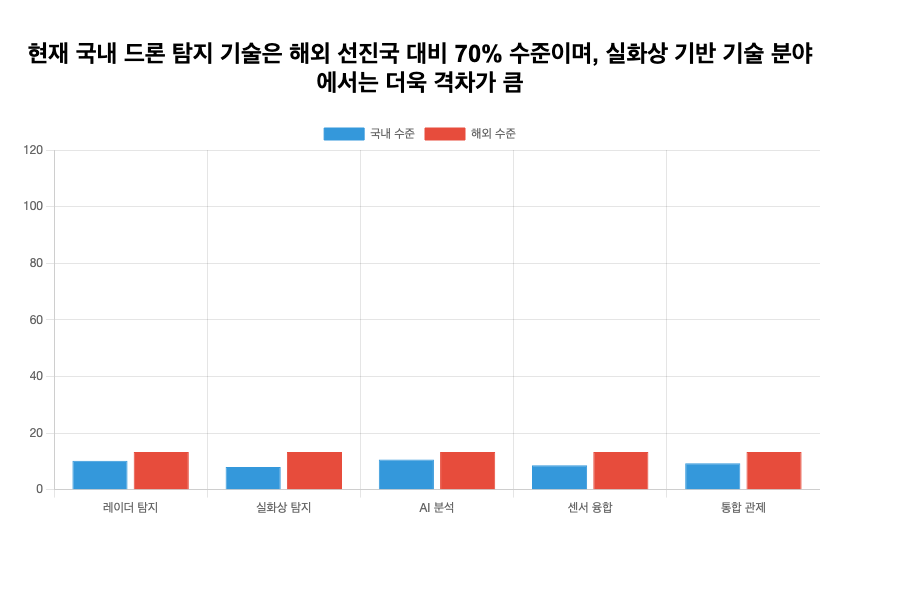 현재 국내 드론 탐지 기술은 해외 선진국 대비 70% 수준이며, 실화상 기반 기술 분야
에서는 더욱 격차가 큼
국내 수준 해외 수준
120
100
80
60
40
20
0
레이더 탐지 실화상 탐지 AI 분석 센서 융합 통합 관제